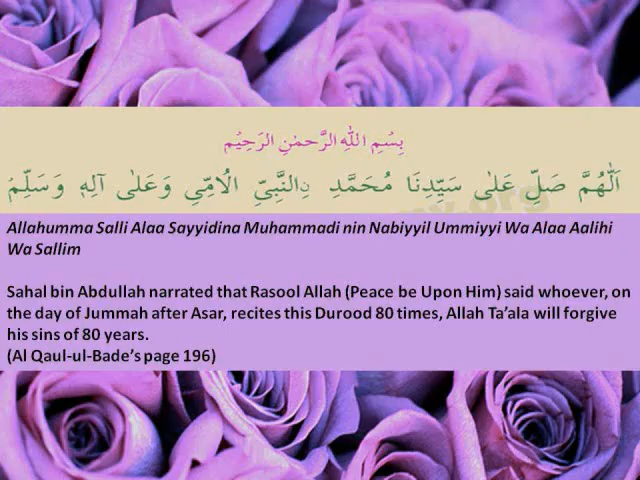 بِسْمِ اللهِ الرَّحمٰنِ الرَحِيْمِ
اَللّٰهُمَّ صَلِّ عَلٰى سَيِّدِنَا مُحَمَّدِ ࣙالنَّبِيِّ الْاُمِّيِ وَعَلٰى آلِهٖ وَسَلِّمْ
Allahumma Salli Alaa Sayyidina Muhammadi nin Nabiyyil Ummiyyi Wa Alaa Aalihi
Wa Sallim
Sahal bin Abdullah narrated that Rasool Allah (Peace be Upon Him) said whoever, on
the day of Jummah after Asar, recites this Durood 80 times, Allah Ta’ala will forgive
his sins of 80 years.
(Al Qaul-ul-Bade’s page 196)